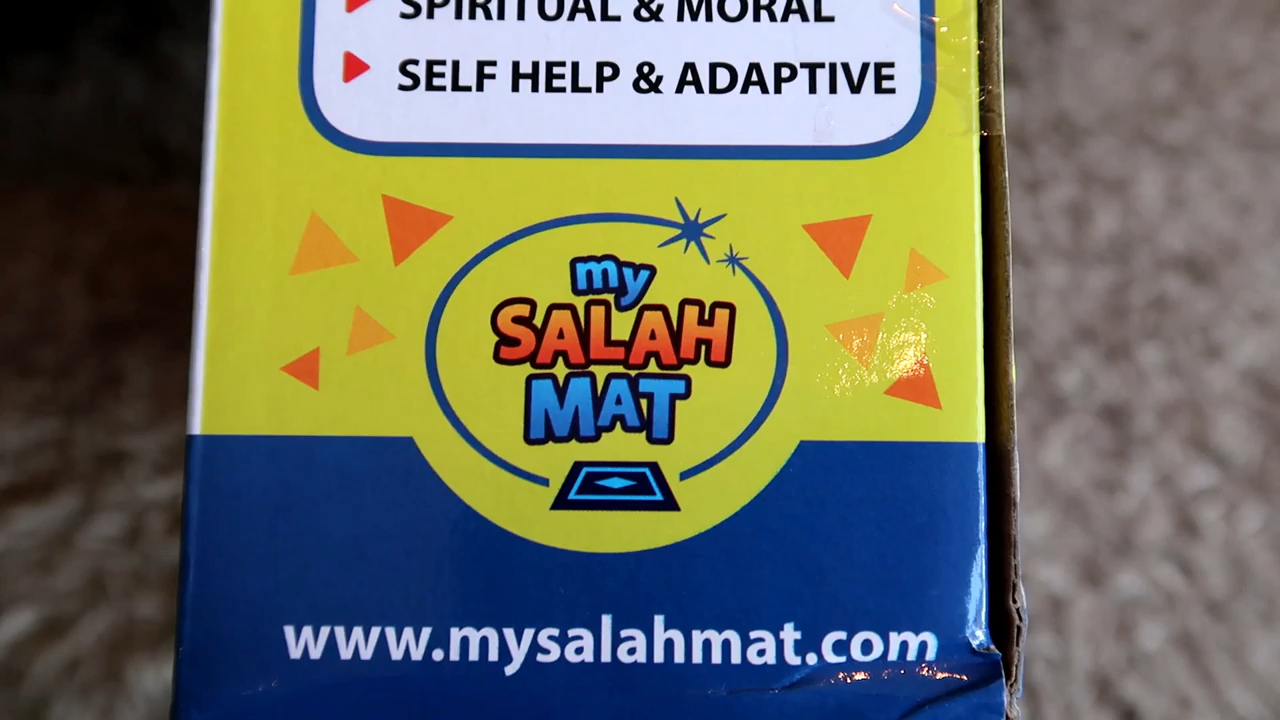 SPIRITUAL & MORAL
SELF HELP & ADAPTIVE
my
SALAH
MAT
www.mysalahmat.com